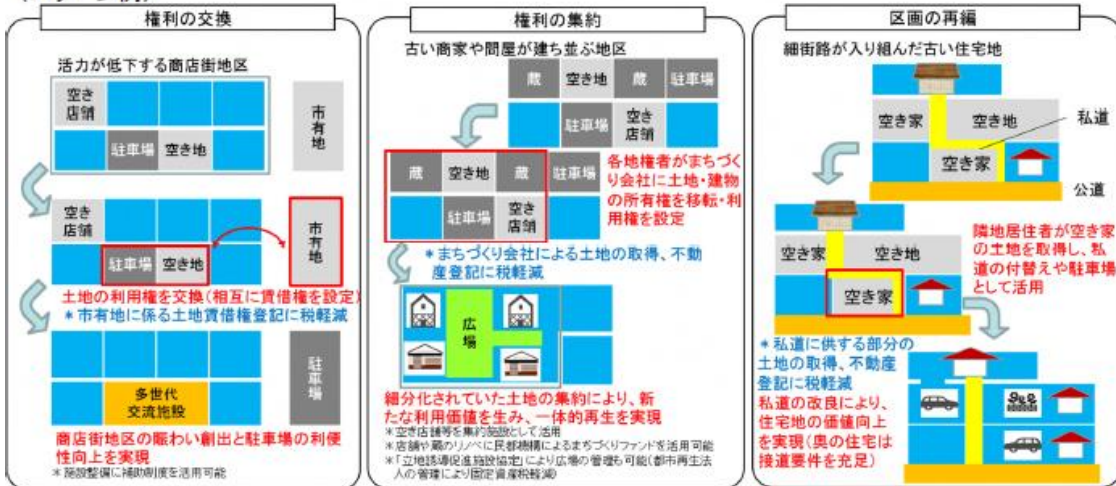 権利の交換
活力が低下する商店街地区
空き
店舗
駐車場
空き地
市有地
空き
店舗
駐車場
空き地
市有地
土地の利用権を交換(相互に賃借権を設定)
*市有地に係る土地賃借権登記に税軽減
多世代
交流施設
駐車場
商店街地区の賑わい創出と駐車場の利便
性向上を実現
*施設整備に補助制度を活用可能
権利の集約
古い商家や問屋が建ち並ぶ地区
蔵
空き地
蔵
駐車場
駐車場
空き
店舗
蔵
空き地
蔵
駐車場
駐車場
空き
店舗
各地権者がまちづく
り会社に土地・建物
の所有権を移転・利
用権を設定
*まちづくり会社による土地の取得、不動
産登記に税軽減
広場
細分化されていた土地の集約により、新
たな利用価値を生み、一体的再生を実現
*空き店舗等を集約施設として活用
*店舗や蔵のリノベに民都機構によるまちづくりファンドを活用可能
*「立地誘導促進施設協定」により広場の管理も可能(都市再生法
人の管理により固定資産税軽減)
区画の再編
細街路が入り組んだ古い住宅地
空き家
空き地
私道
空き家
公道
空き家
空き地
空き家
隣地居住者が空き家
の土地を取得し、私
道の付替えや駐車場
として活用
*私道に供する部分の
土地の取得、不動産
登記に税軽減
私道の改良により、
住宅地の価値向上
を実現(奥の住宅は
接道要件を充足)